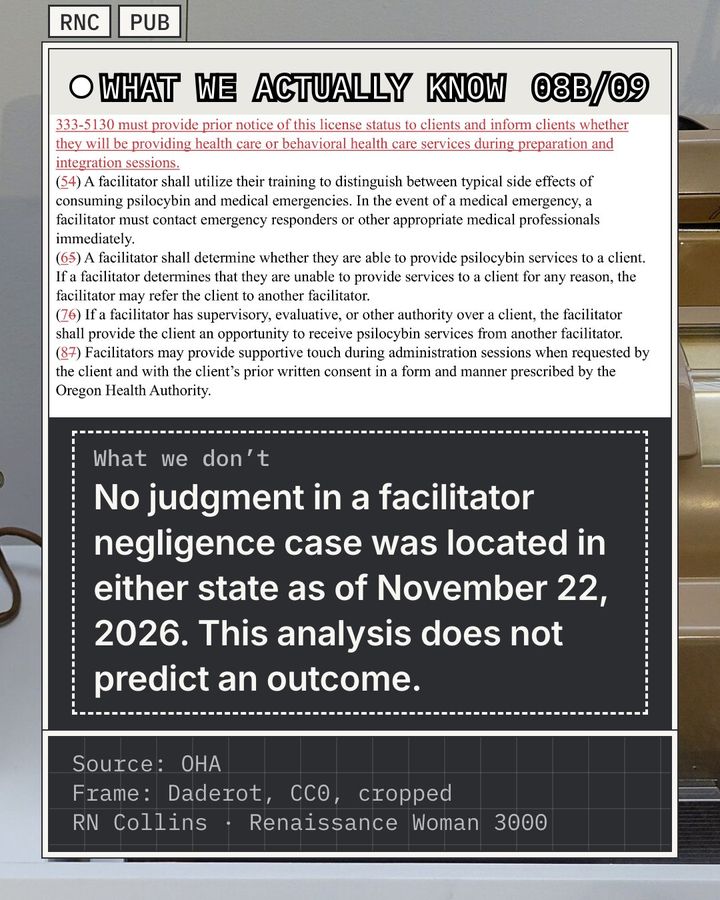 RNC PUB
WHAT WE ACTUALLY KNOW 08B/09
333-5130 must provide prior notice of this license status to clients and inform clients whether
they will be providing health care or behavioral health care services during preparation and
integration sessions.
(54) A facilitator shall utilize their training to distinguish between typical side effects of
consuming psilocybin and medical emergencies. In the event of a medical emergency, a
facilitator must contact emergency responders or other appropriate medical professionals
immediately.
(65) A facilitator shall determine whether they are able to provide psilocybin services to a client.
If a facilitator determines that they are unable to provide services to a client for any reason, the
facilitator may refer the client to another facilitator.
(76) If a facilitator has supervisory, evaluative, or other authority over a client, the facilitator
shall provide the client an opportunity to receive psilocybin services from another facilitator.
(87) Facilitators may provide supportive touch during administration sessions when requested by
the client and with the client’s prior written consent in a form and manner prescribed by the
Oregon Health Authority.
What we don’t
No judgment in a facilitator
negligence case was located in
either state as of November 22,
2026. This analysis does not
predict an outcome.
Source: OHA
Frame: Daderot, CC0, cropped
RN Collins · Renaissance Woman 3000